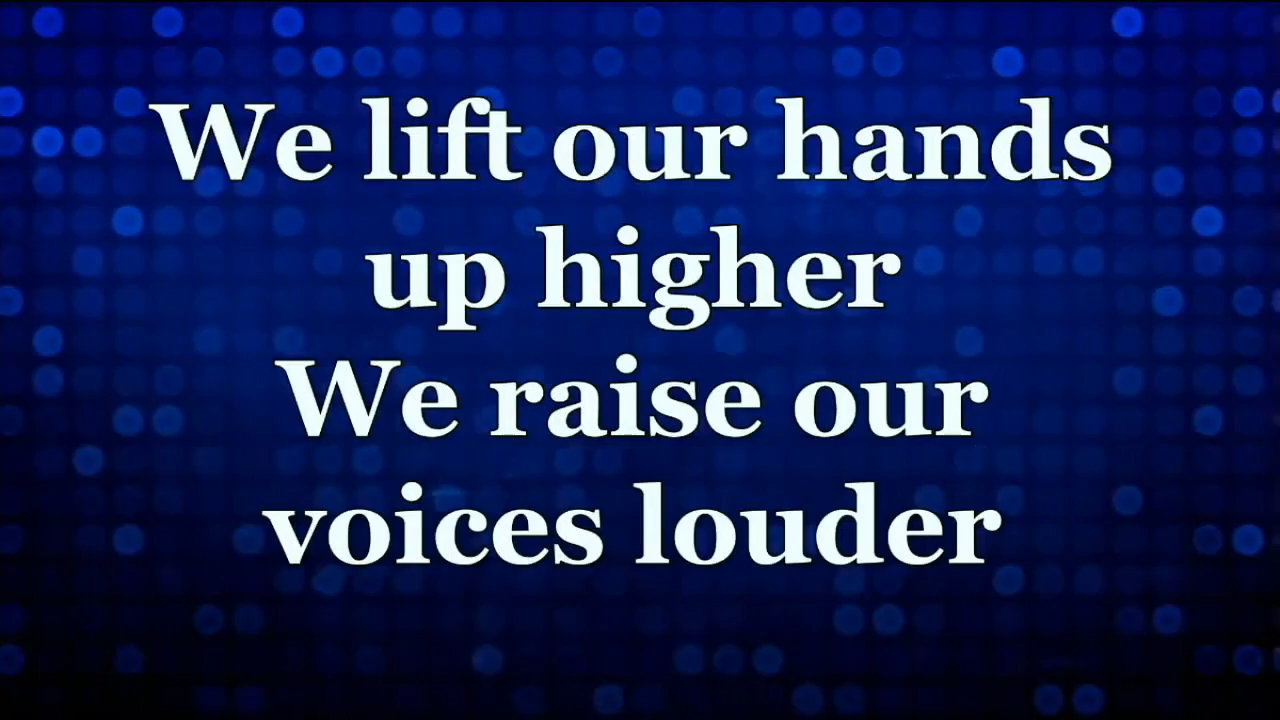 We lift our hands
up higher
We raise our
voices louder